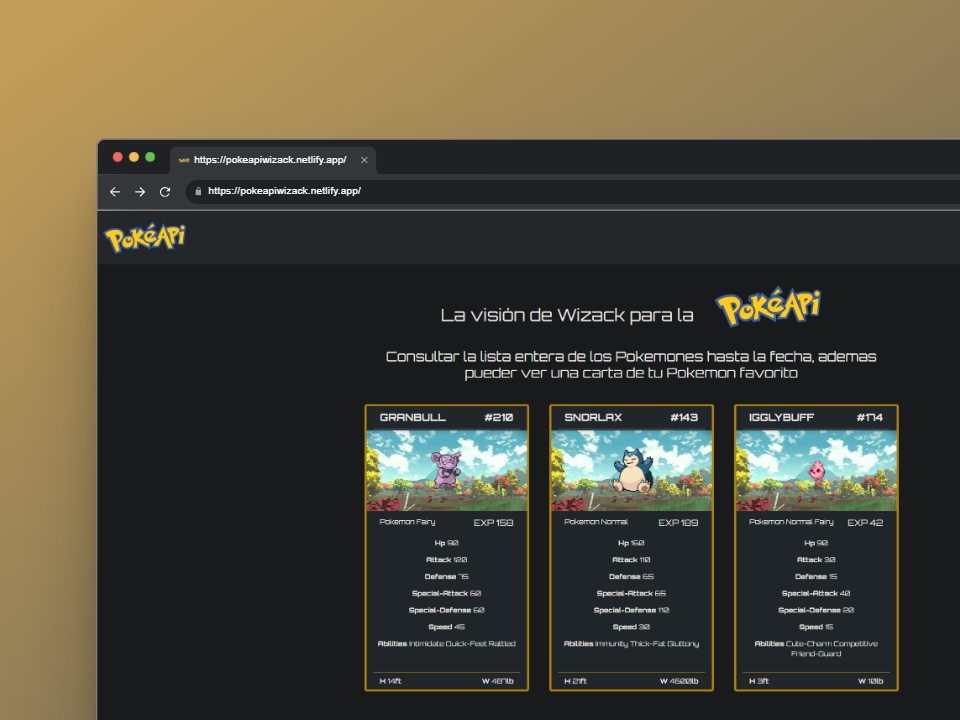 https://pokeapiwizack.netlify.app/
https://pokeapiwizack.netlify.app/
PokéApi
La visión de Wizack para la PokéApi
Consultar la lista entera de los Pokemones hasta la fecha, ademas
pueder ver una carta de tu Pokemon favorito
GRANBULL #210
Pokemon Fairy EXP 158
Hp 90
Attack 120
Defense 75
Special-Attack 60
Special-Defense 60
Speed 45
Abilities Intimidate Quick-Feet Rattled
H 14ft W 487lb
SNORLAX #143
Pokemon Normal EXP 189
Hp 160
Attack 110
Defense 65
Special-Attack 65
Special-Defense 110
Speed 30
Abilities Immunity Thick-Fat Gluttony
H 21ft W 4600lb
IGGLYBUFF #174
Pokemon Normal Fairy EXP 42
Hp 90
Attack 30
Defense 15
Special-Attack 40
Special-Defense 20
Speed 15
Abilities Cute-Charm Competitive
Friend-Guard
H 3ft W 10lb